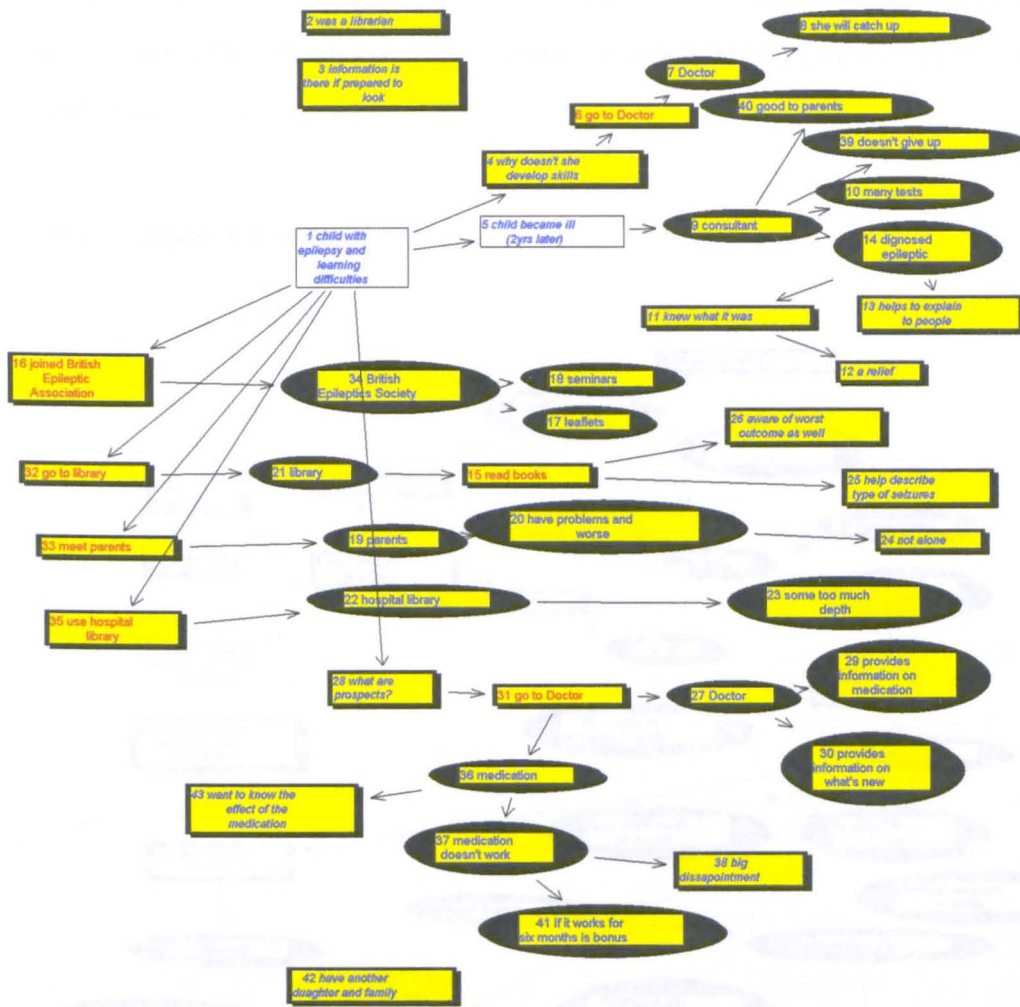 2 was a librarian
8 she will catch up
3 information is
there if prepared to
look
7 Doctor
40 good to parents
6 go to Doctor
39 doesn't give up
4 why doesn't she
develop skills
10 many tests
5 child became ill
(2yrs later)
9 consultant
1 child with
epilepsy and
learning
difficulties
14 dignosed
epileptic
11 knew what it was
13 helps to explain
to people
16 joined British
Epileptic
Association
34 British
Epileptics Society
18 seminars
12 a relief
17 leaflets
26 aware of worst
outcome as well
32 go to library
21 library
15 read books
25 help describe
type of seizures
20 have problems and
worse
33 meet parents
19 parents
24 not alone
22 hospital library
23 some too much
depth
35 use hospital
library
28 what are
prospects?
31 go to Doctor
27 Doctor
29 provides
information on
medication
30 provides
information on
what's new
36 medication
43 want to know the
effect of the
medication
37 medication
doesn't work
38 big
dissapointment
41 if it works for
six months is bonus
42 have another
duaghter and family